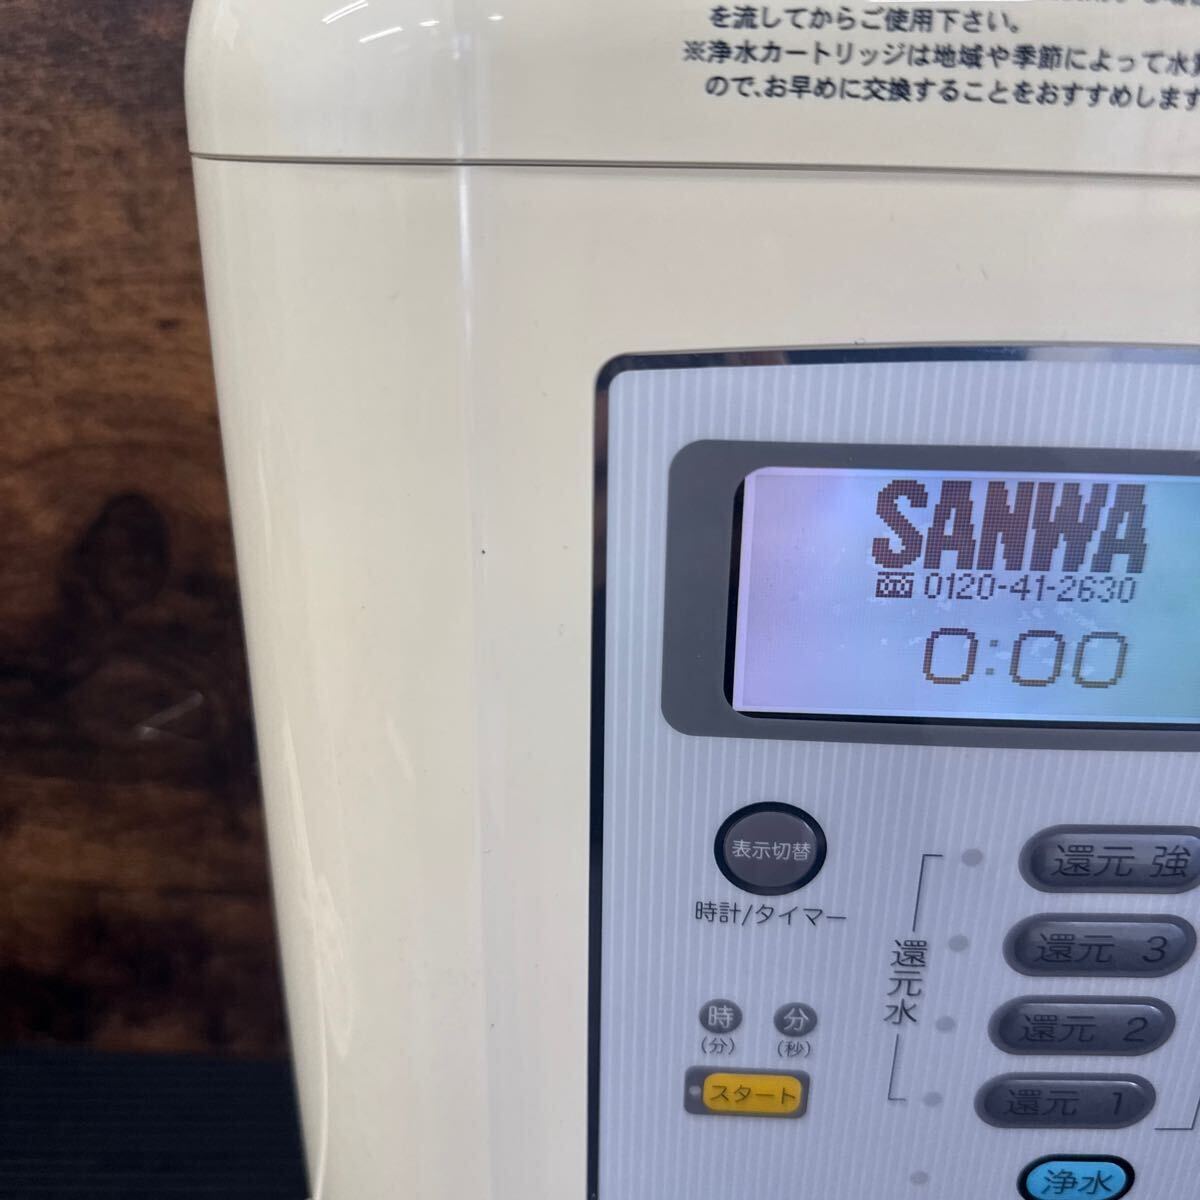 を流してからご使用下さい。
※浄水カートリッジは地域や季節によって水質
ので、お早めに交換することをおすすめします
SANWA
0120-41-2630
0:00
表示切替
時計/タイマー
還元 強
還元 3
還元水
還元 2
時
分
(分)
(秒)
スタート
還元 1
浄水